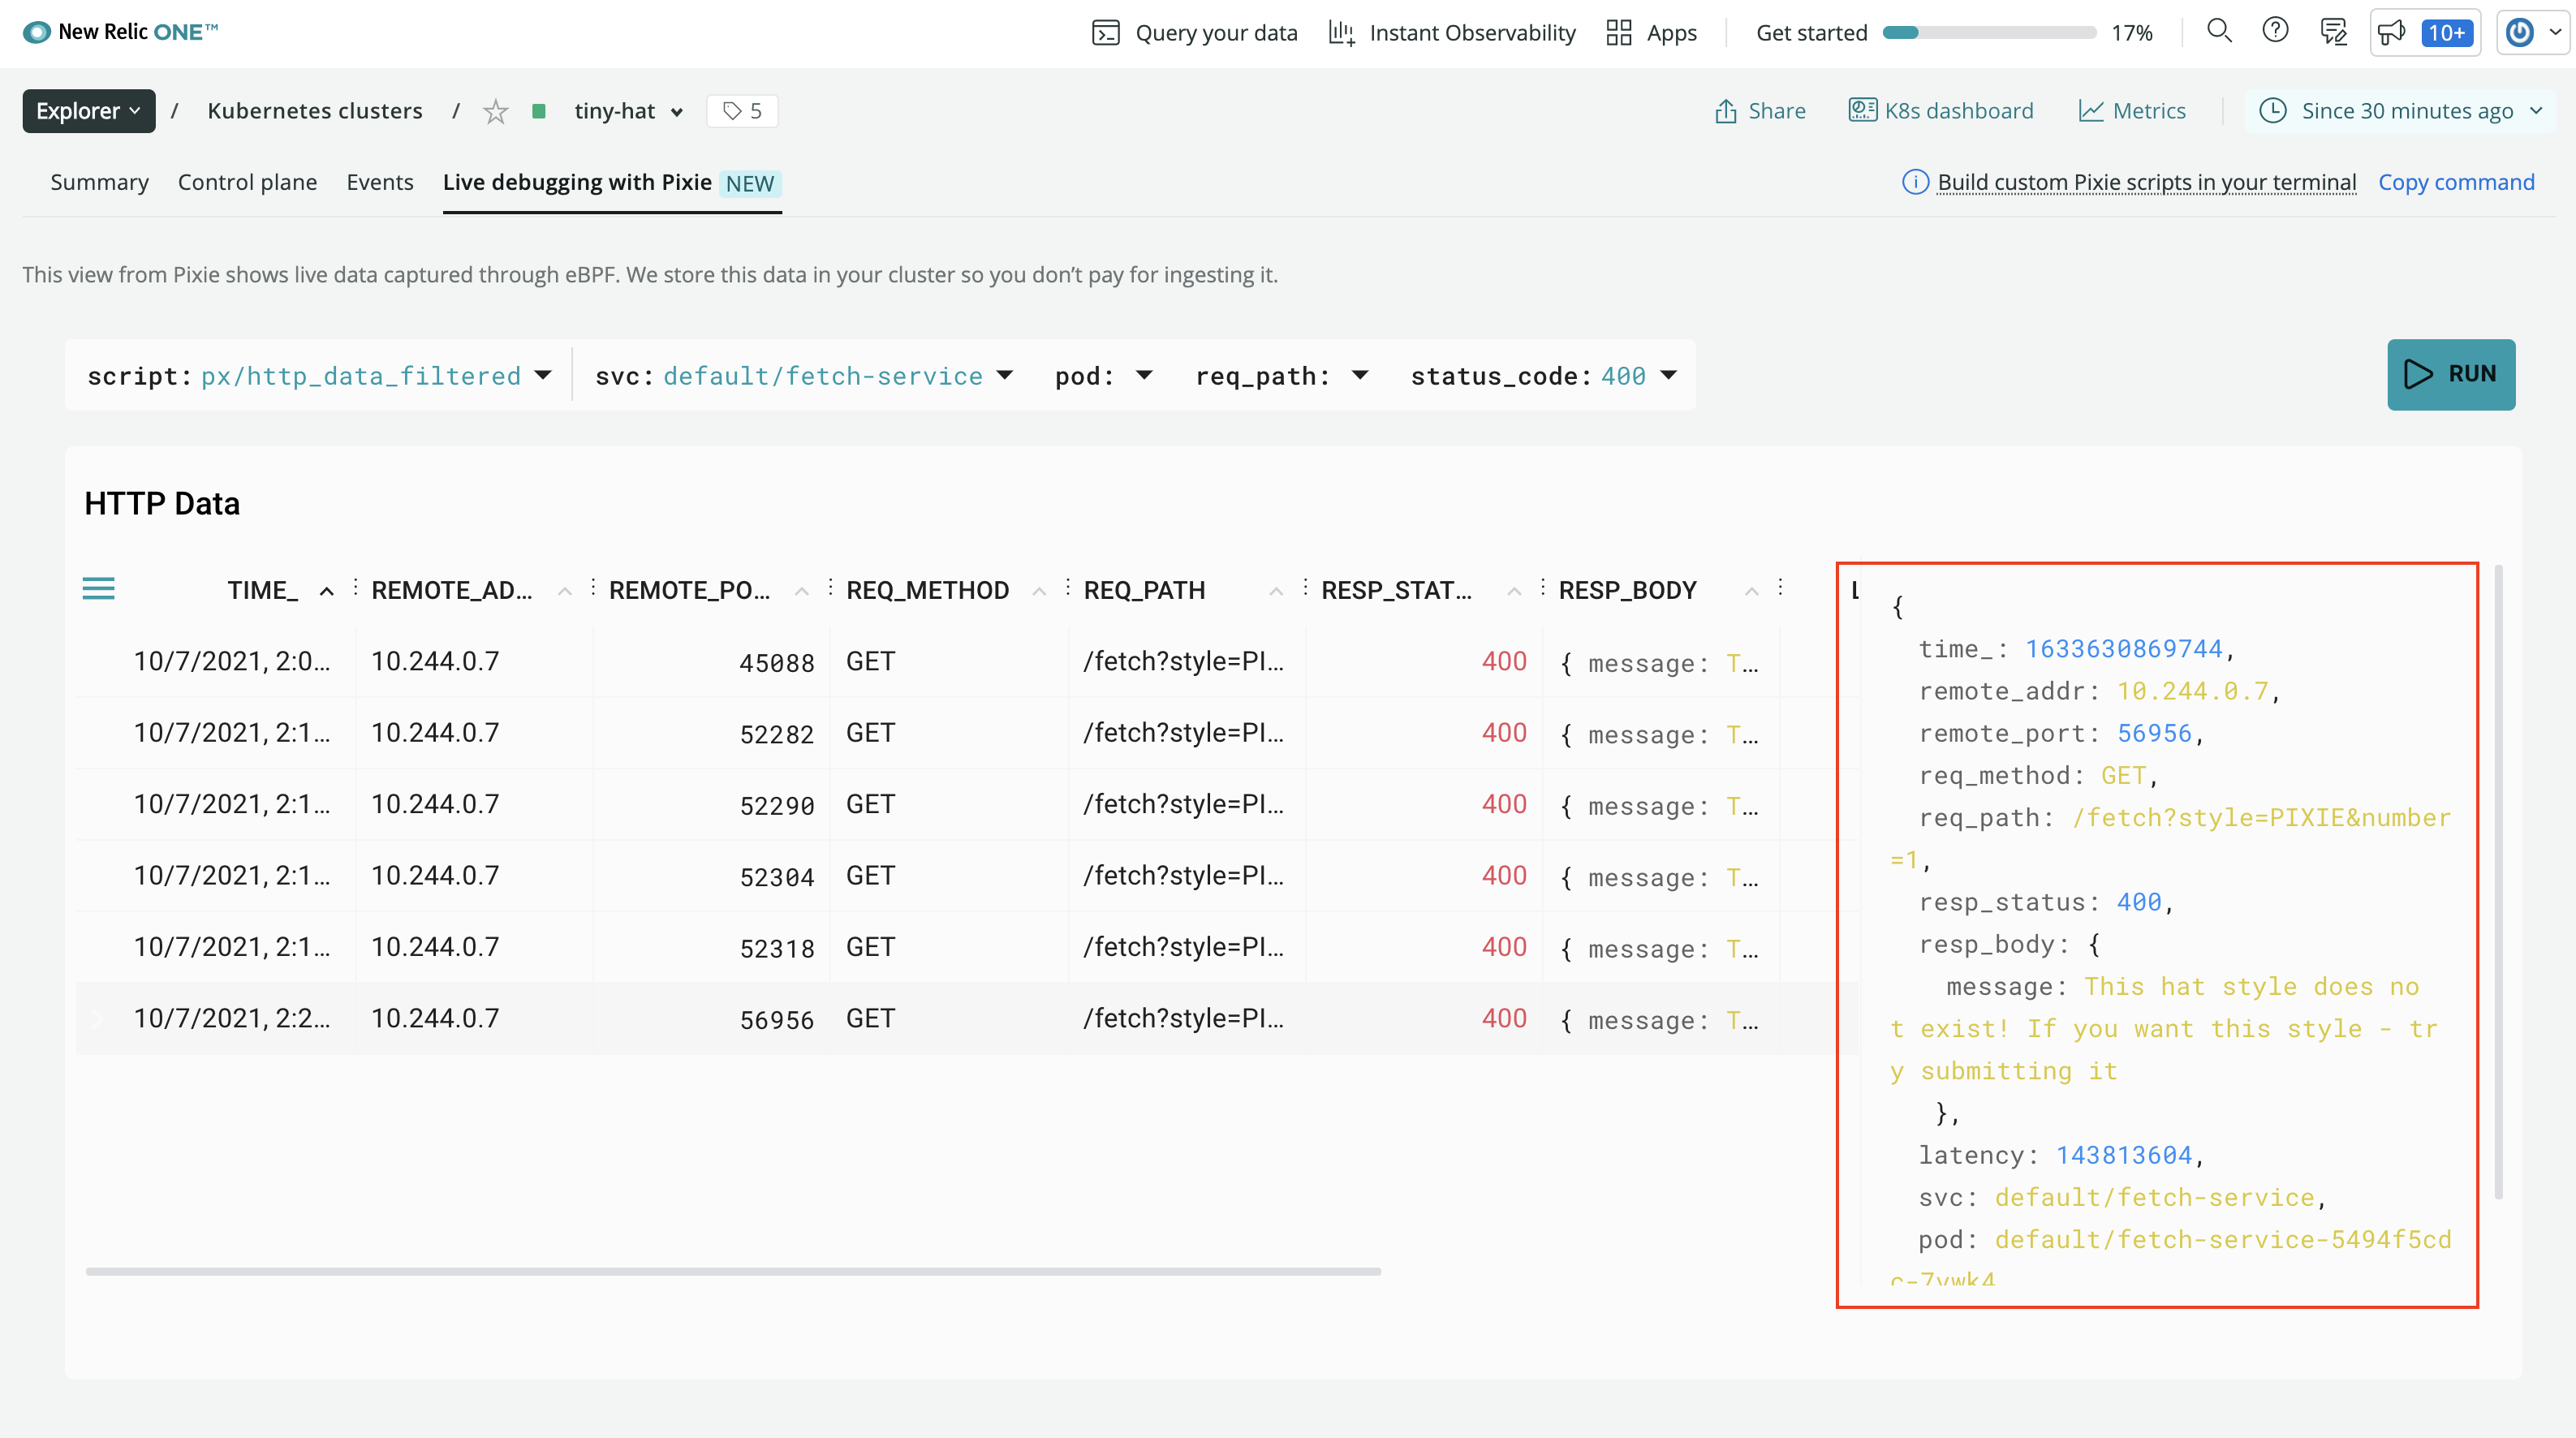 New Relic ONE™
Query your data
Instant Observability
Apps
Get started
17%
10+
Explorer / Kubernetes clusters / tiny-hat 5
Share
K8s dashboard
Metrics
Since 30 minutes ago
Summary Control plane Events Live debugging with Pixie NEW
Build custom Pixie scripts in your terminal Copy command
This view from Pixie shows live data captured through eBPF. We store this data in your cluster so you don't pay for ingesting it.
script: px/http_data_filtered svc: default/fetch-service pod: req_path: status_code: 400
RUN
HTTP Data
TIME_ REMOTE_AD... REMOTE_PO... REQ_METHOD REQ_PATH RESP_STAT... RESP_BODY L
10/7/2021, 2:0... 10.244.0.7 45088 GET /fetch?style=PI... 400 { message: T...
10/7/2021, 2:1... 10.244.0.7 52282 GET /fetch?style=PI... 400 { message: T...
10/7/2021, 2:1... 10.244.0.7 52290 GET /fetch?style=PI... 400 { message: T...
10/7/2021, 2:1... 10.244.0.7 52304 GET /fetch?style=PI... 400 { message: T...
10/7/2021, 2:1... 10.244.0.7 52318 GET /fetch?style=PI... 400 { message: T...
10/7/2021, 2:2... 10.244.0.7 56956 GET /fetch?style=PI... 400 { message: T...
{
time_: 1633630869744,
remote_addr: 10.244.0.7,
remote_port: 56956,
req_method: GET,
req_path: /fetch?style=PIXIE&number
=1,
resp_status: 400,
resp_body: {
message: This hat style does no
t exist! If you want this style - tr
y submitting it
},
latency: 143813604,
svc: default/fetch-service,
pod: default/fetch-service-5494f5cd